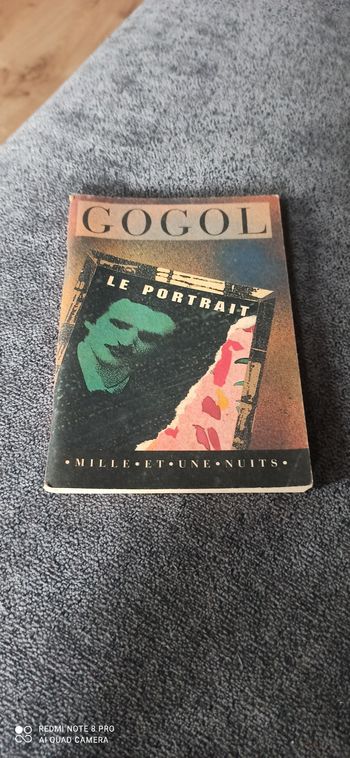 GOGOL
LE PORTRAIT
•MILLE•ET•UNE•NUITS•
REDMI NOTE 8 PRO
AI QUAD CAMERA